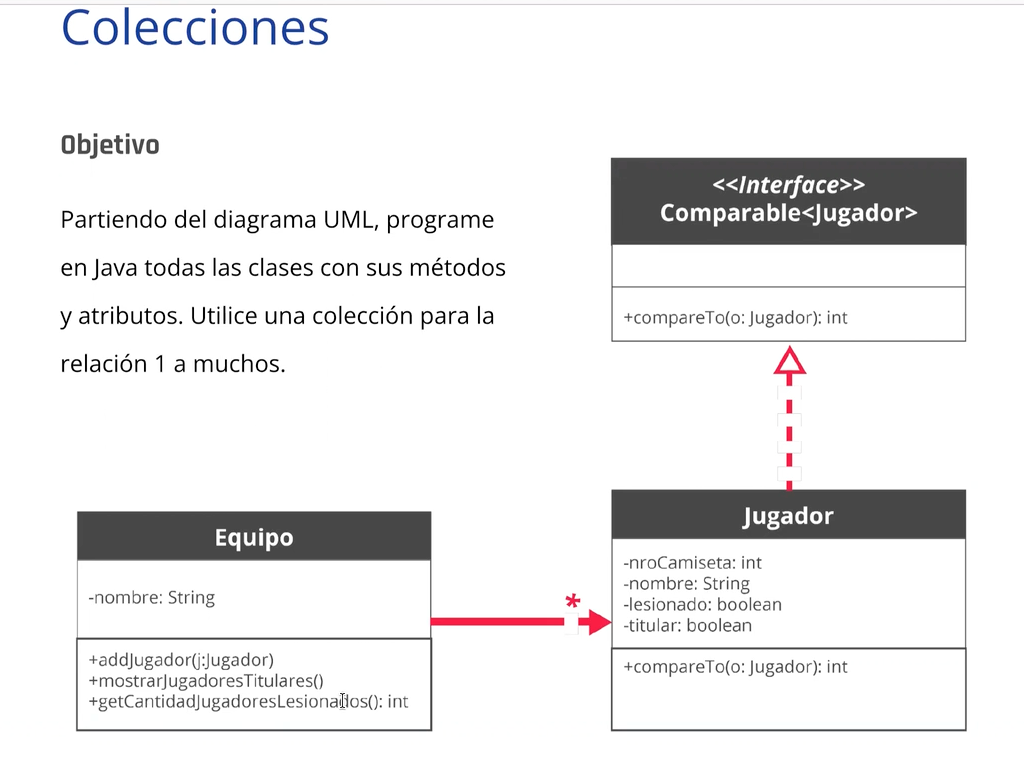 Colecciones
Objetivo
Partiendo del diagrama UML, programe
en Java todas las clases con sus métodos
y atributos. Utilice una colección para la
relación 1 a muchos.
<<Interface>>
Comparable<Jugador>
+compareTo(o: Jugador): int
Equipo
-nombre: String
+addJugador(j:Jugador)
+mostrarJugadoresTitulares()
+getCantidadJugadoresLesionados(): int
*
Jugador
-nroCamiseta: int
-nombre: String
-lesionado: boolean
-titular: boolean
+compareTo(o: Jugador): int